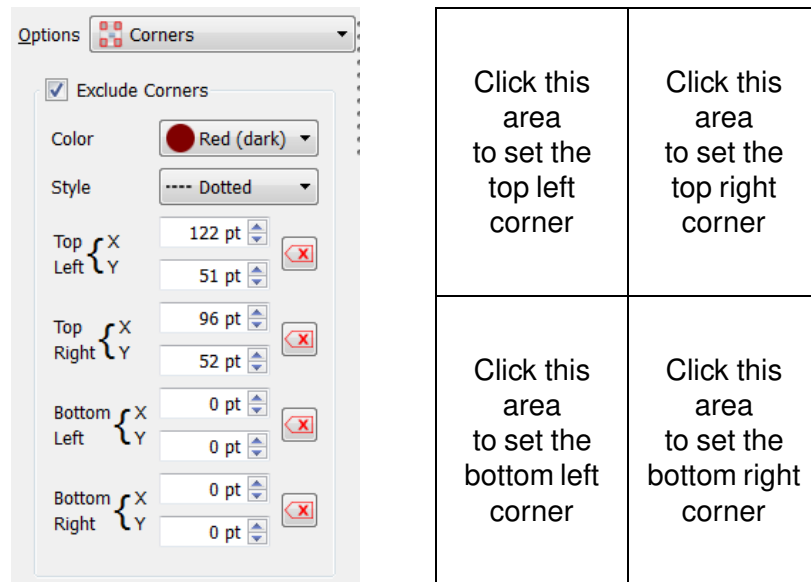 Options Corners
Exclude Corners
Color Red (dark)
Style ---- Dotted
Top Left { X 122 pt
Y 51 pt
Top Right { X 96 pt
Y 52 pt
Bottom Left { X 0 pt
Y 0 pt
Bottom Right { X 0 pt
Y 0 pt
Click this
area
to set the
top left
corner
Click this
area
to set the
top right
corner
Click this
area
to set the
bottom left
corner
Click this
area
to set the
bottom right
corner